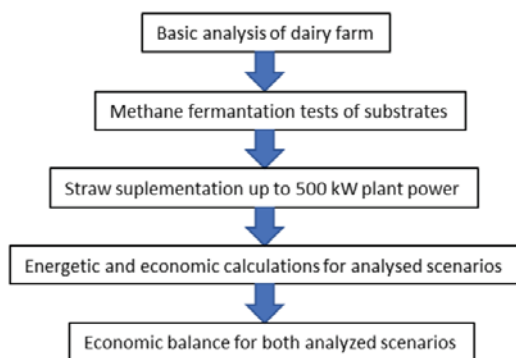 Basic analysis of dairy farm
Methane fermantation tests of substrates
Straw suplementation up to 500 kW plant power
Energetic and economic calculations for analysed scenarios
Economic balance for both analyzed scenarios